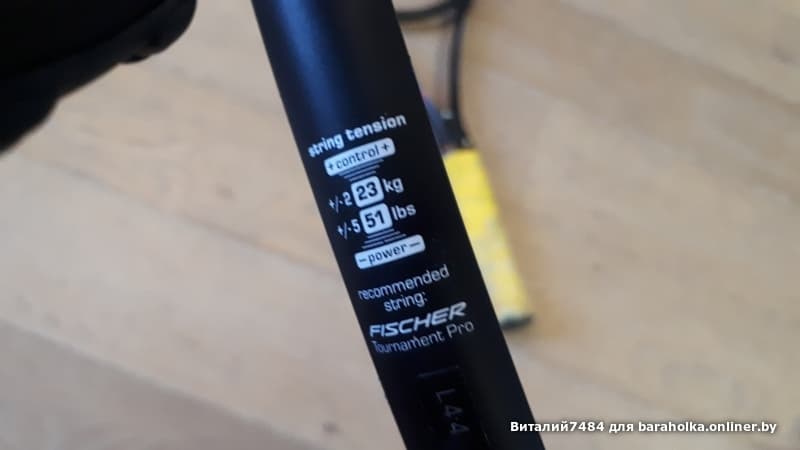 string tension
+ control +
+/-2 23 kg
+/-5 51 lbs
– power –
recommended
string:
FISCHER
Tournament Pro
L4:4
Виталий7484 для baraholka.onliner.by